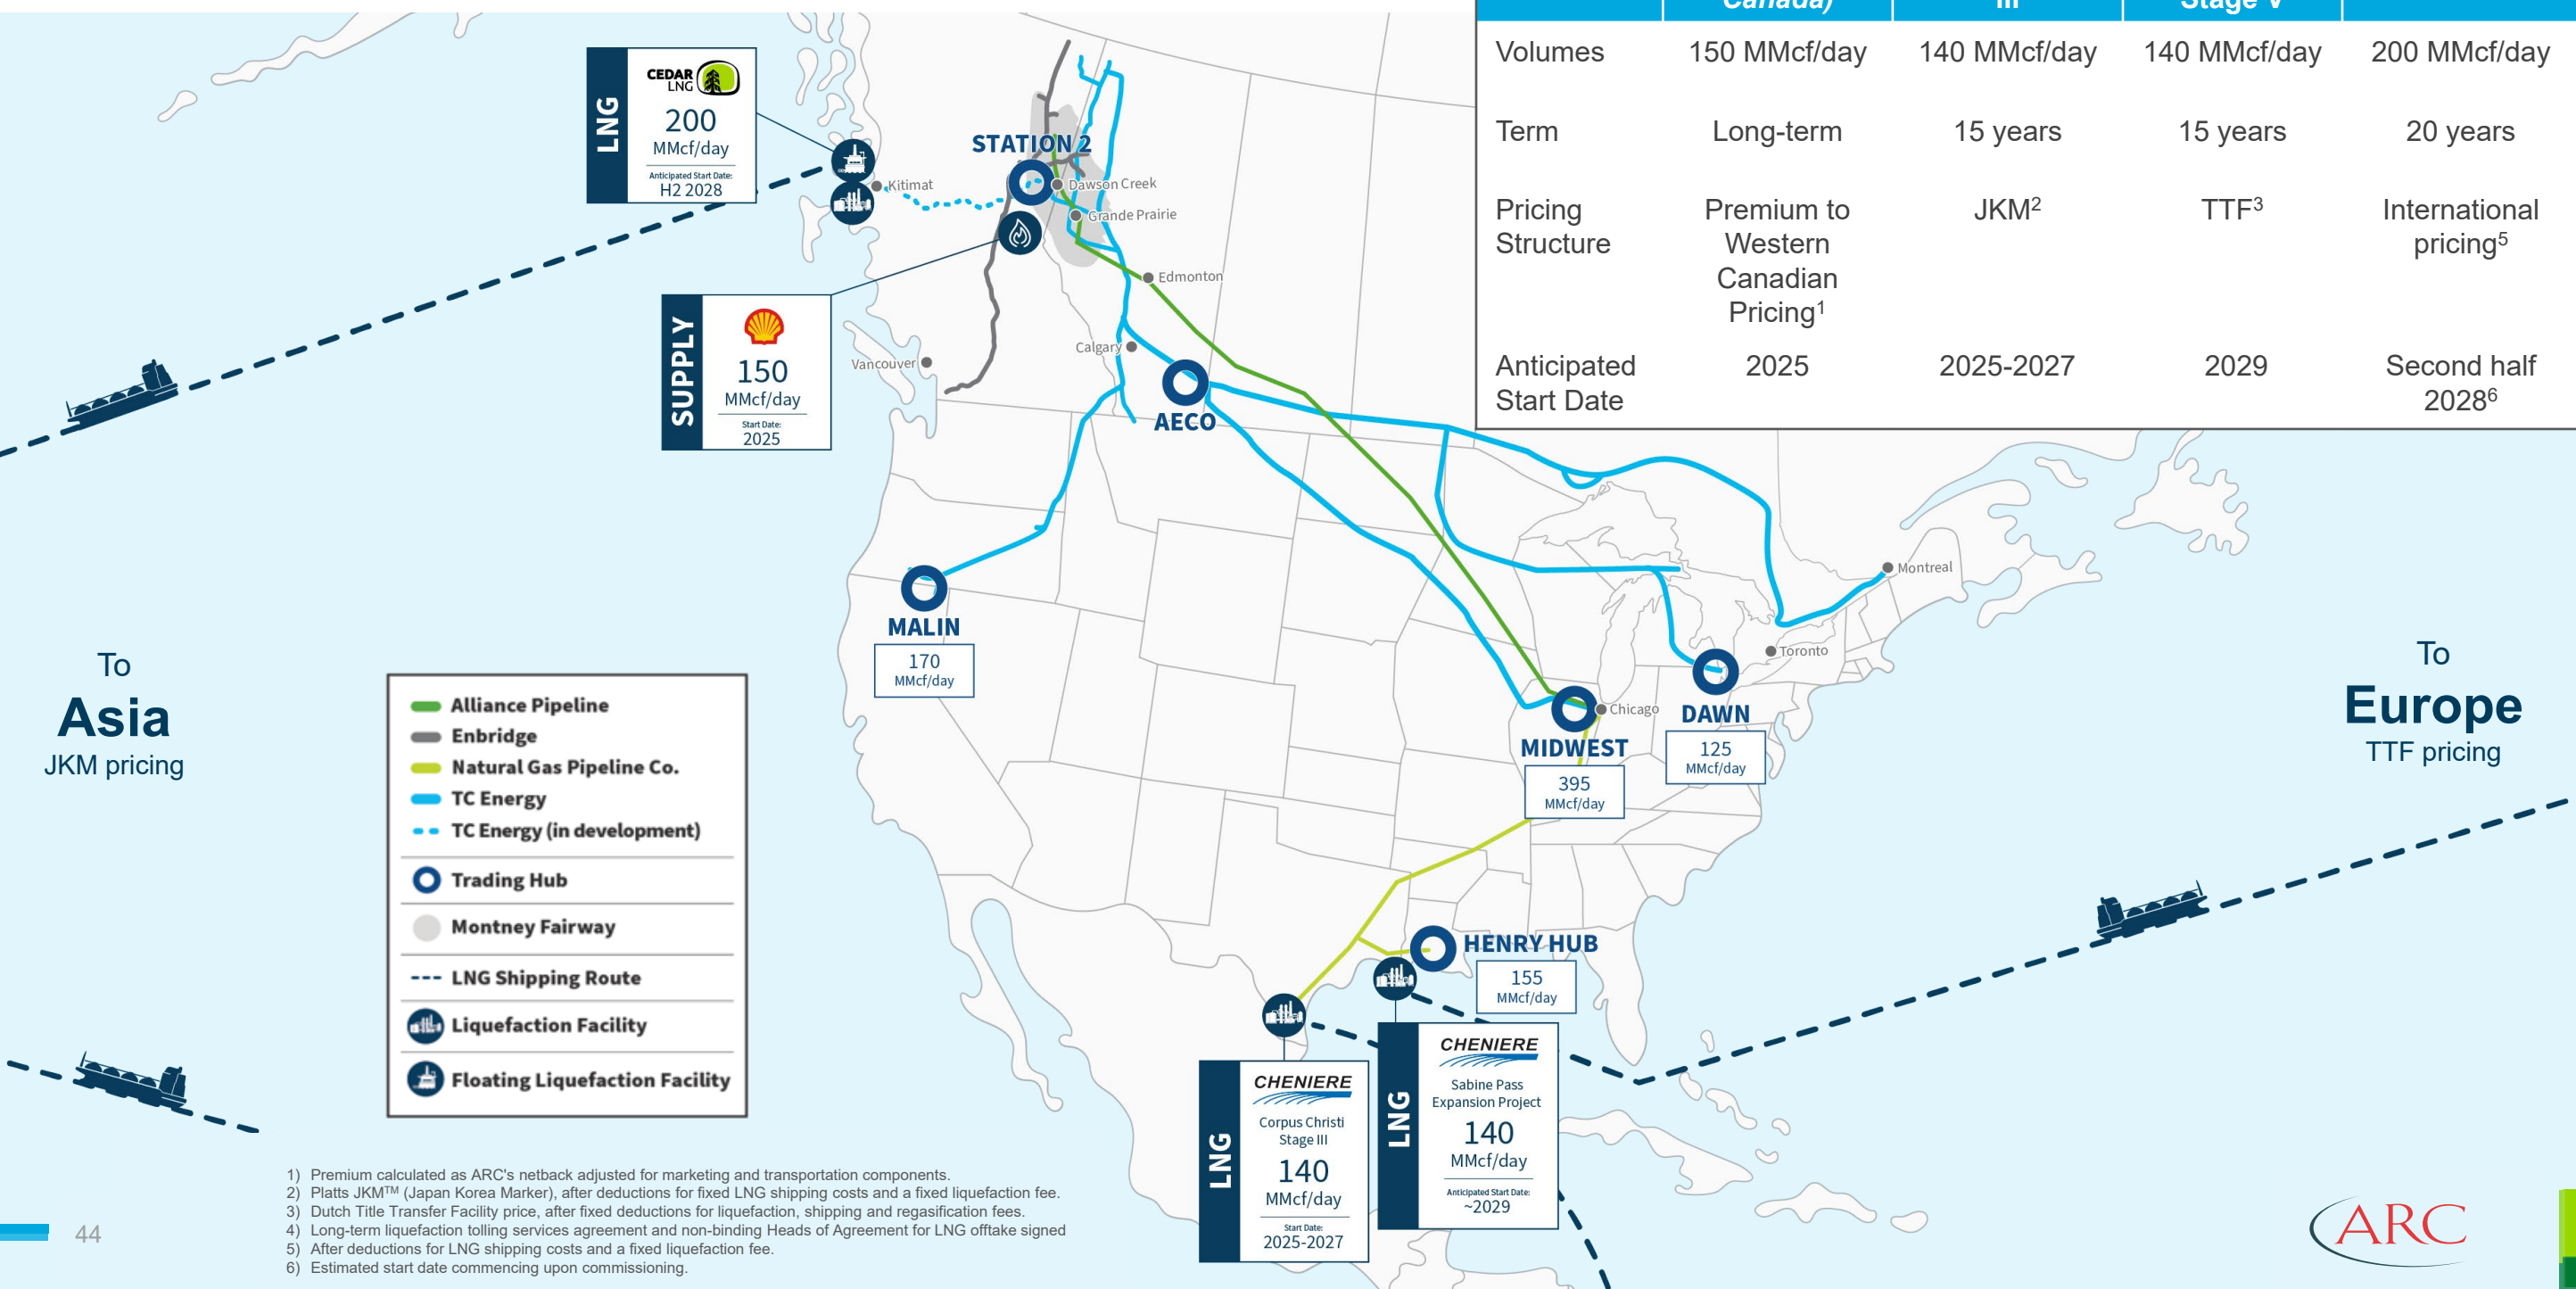 Canada)
III
Stage V
Volumes 150 MMcf/day 140 MMcf/day 140 MMcf/day 200 MMcf/day
Term Long-term 15 years 15 years 20 years
Pricing Premium to JKM2 TTF3 International
Structure Western pricing5
Canadian
Pricing1
Anticipated 2025 2025-2027 2029 Second half
Start Date 20286
LNG
CEDAR
LNG
200
MMcf/day
Anticipated Start Date:
H2 2028
STATION 2
Kitimat
Dawson Creek
Grande Prairie
Edmonton
SUPPLY
150
MMcf/day
Start Date:
2025
Vancouver
Calgary
AECO
MALIN
170
MMcf/day
Montreal
Toronto
Chicago
DAWN
125
MMcf/day
MIDWEST
395
MMcf/day
To
Asia
JKM pricing
To
Europe
TTF pricing
Alliance Pipeline
Enbridge
Natural Gas Pipeline Co.
TC Energy
TC Energy (in development)
Trading Hub
Montney Fairway
LNG Shipping Route
Liquefaction Facility
Floating Liquefaction Facility
HENRY HUB
155
MMcf/day
LNG
CHENIERE
Corpus Christi
Stage III
140
MMcf/day
Start Date:
2025-2027
LNG
CHENIERE
Sabine Pass
Expansion Project
140
MMcf/day
Anticipated Start Date:
~2029
1) Premium calculated as ARC's netback adjusted for marketing and transportation components.
2) Platts JKM™ (Japan Korea Marker), after deductions for fixed LNG shipping costs and a fixed liquefaction fee.
3) Dutch Title Transfer Facility price, after fixed deductions for liquefaction, shipping and regasification fees.
4) Long-term liquefaction tolling services agreement and non-binding Heads of Agreement for LNG offtake signed
5) After deductions for LNG shipping costs and a fixed liquefaction fee.
6) Estimated start date commencing upon commissioning.
44
ARC